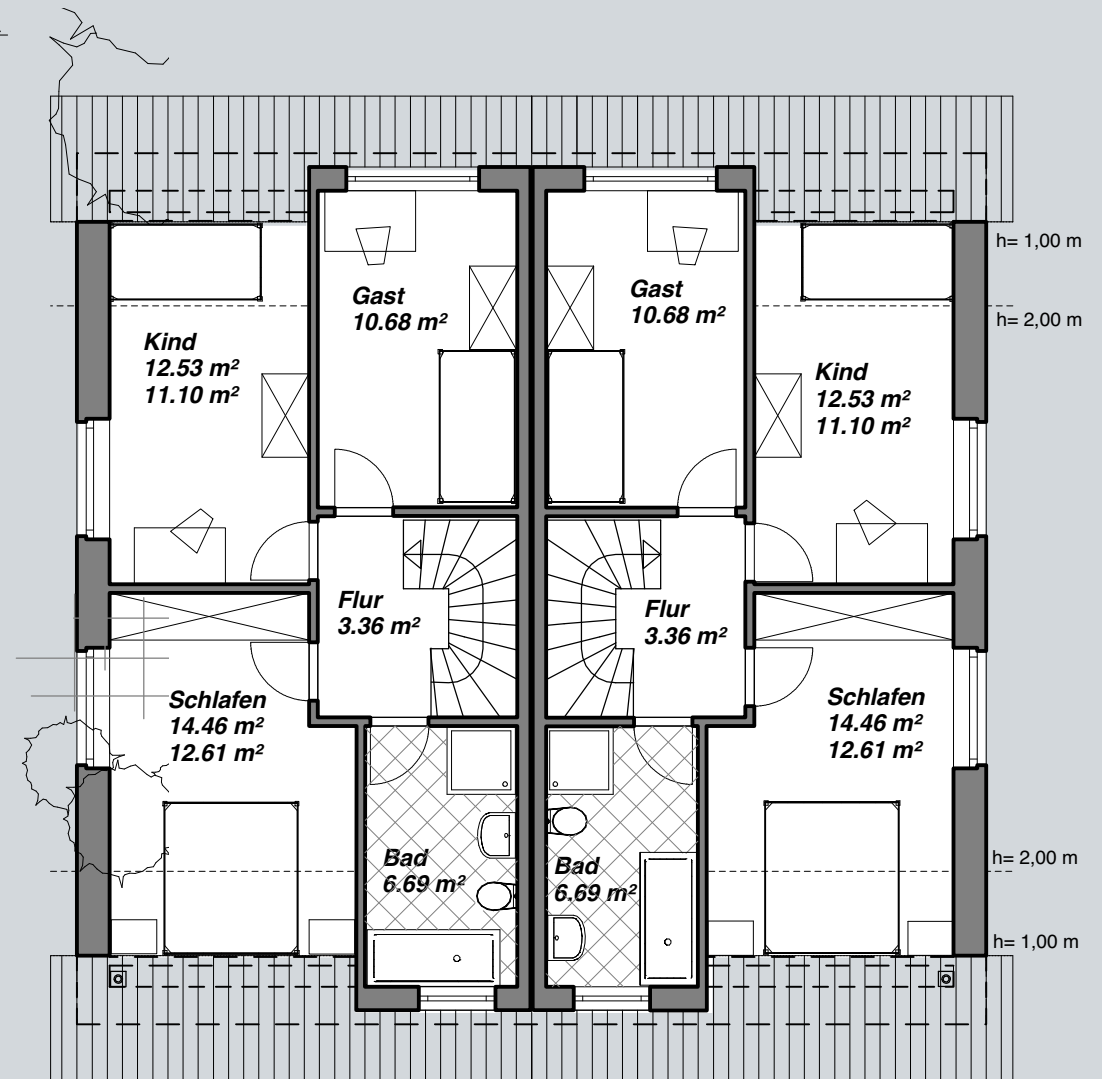 h= 1,00 m
Gast
10.68 m²
Gast
10.68 m²
h= 2,00 m
Kind
12.53 m²
11.10 m²
Kind
12.53 m²
11.10 m²
Flur
3.36 m²
Flur
3.36 m²
Schlafen
14.46 m²
12.61 m²
Schlafen
14.46 m²
12.61 m²
Bad
6.69 m²
Bad
6.69 m²
h= 2,00 m
h= 1,00 m